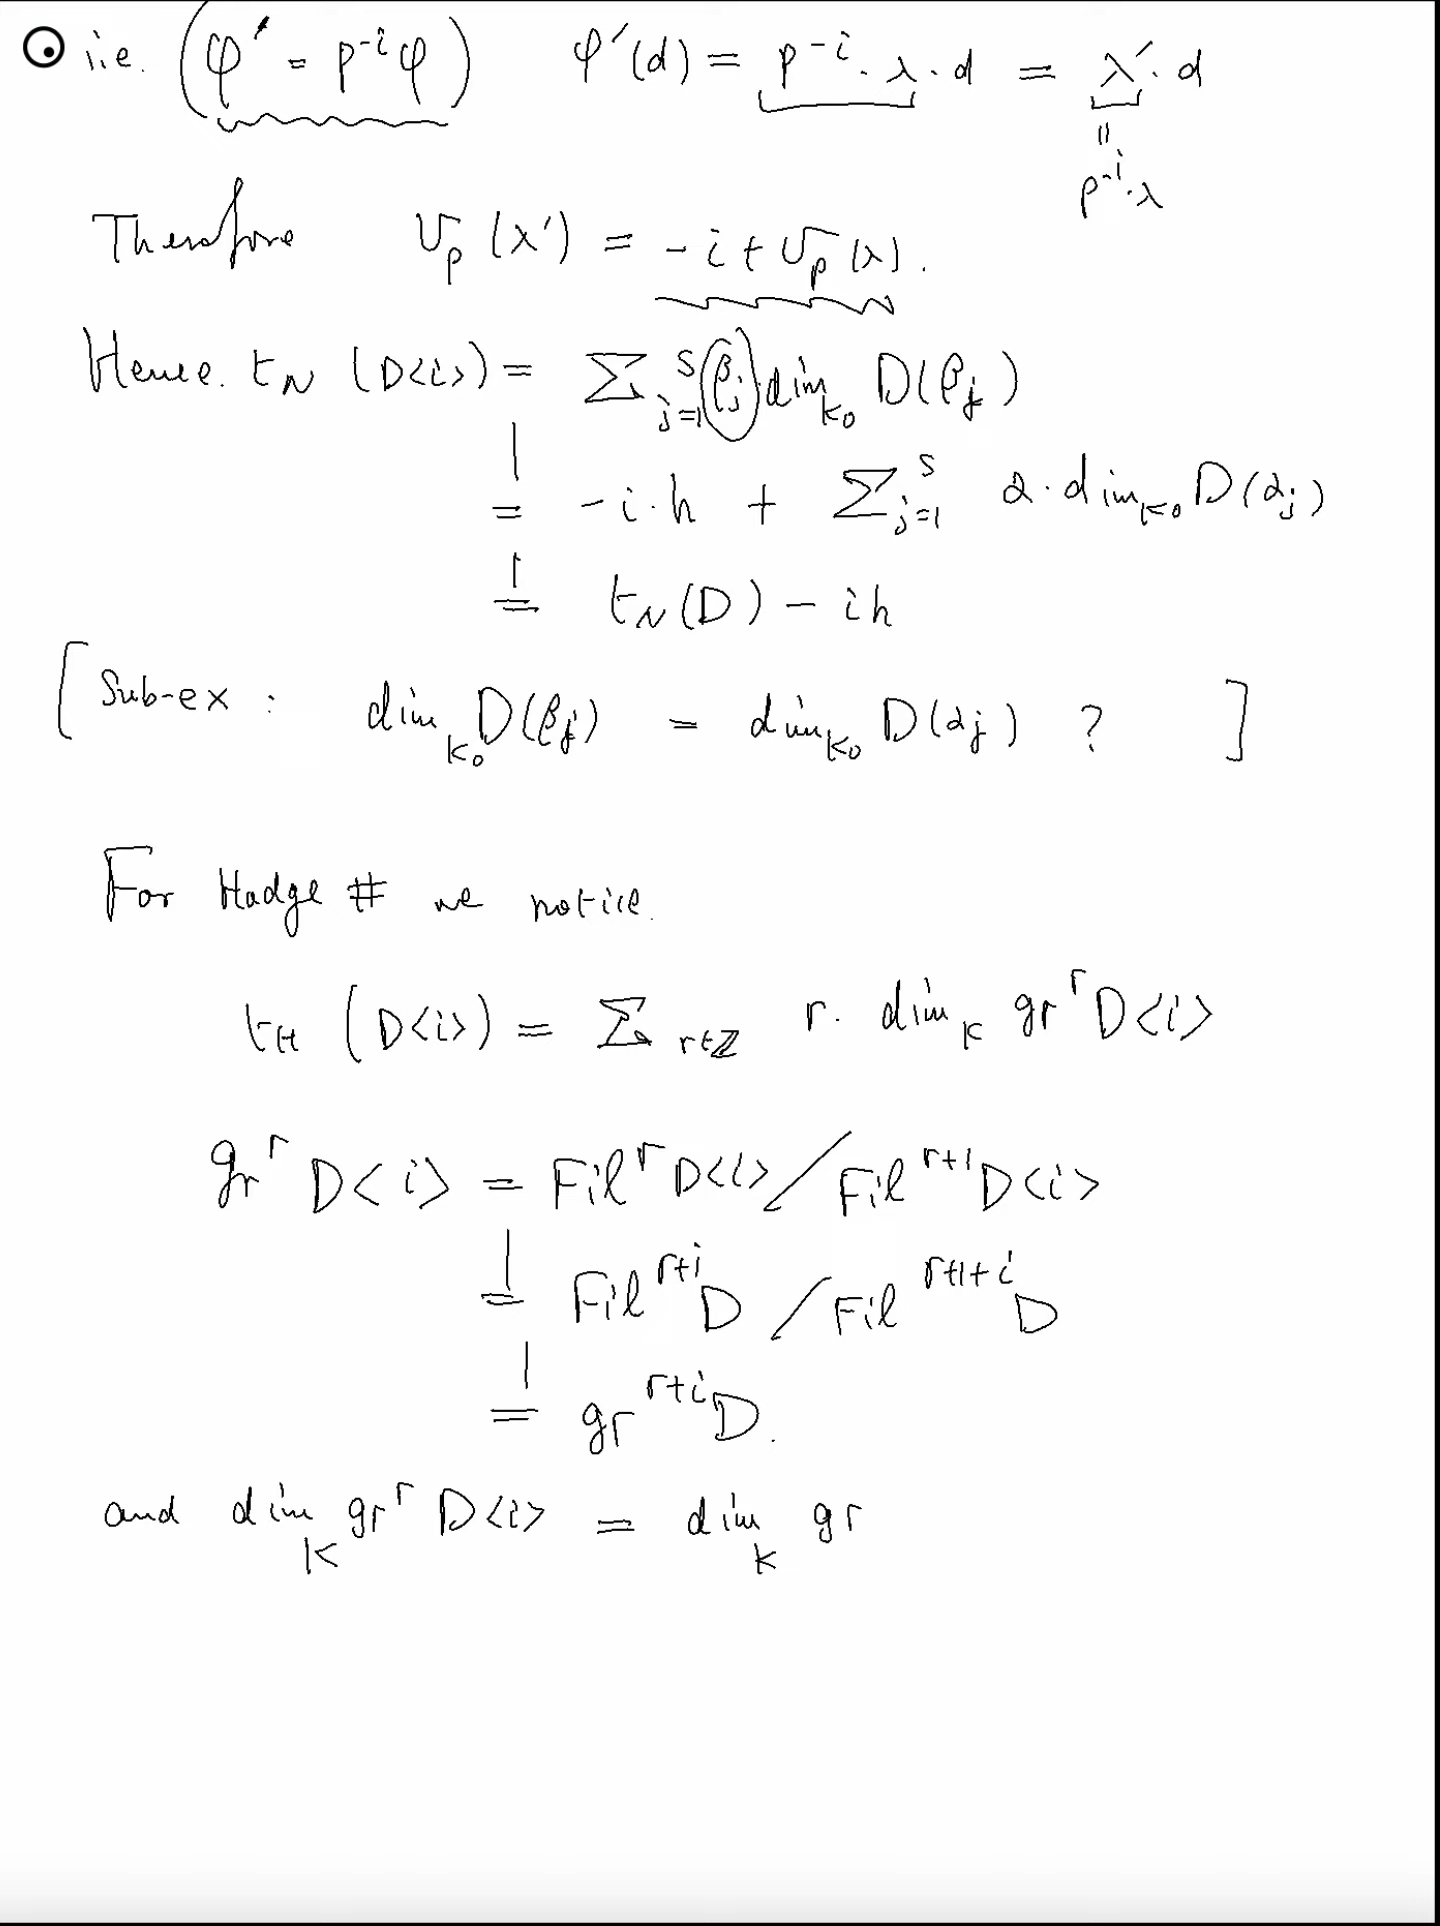 i.e. (φ' = p^{-i}φ) φ'(d) = p^{-i}·λ·d = λ'·d
॥
p^{-i}·λ
Therefore v_p(λ') = -i + v_p(λ).
Hence. t_N (D<i>) = Σ_{j=1}^{s} β_j dim_{K_0} D(β_j)
= -i·h + Σ_{j=1}^{s} α·dim_{K_0} D(α_j)
= t_N(D) - ih
[Sub-ex : dim_{K_0} D(β_j) = dim_{K_0} D(α_j) ? ]
For Hodge # we notice.
t_H (D<i>) = Σ_{r∈ℤ} r. dim_K gr^r D<i>
gr^r D<i> = Fil^r D<i> / Fil^{r+1} D<i>
= Fil^{r+i} D / Fil^{r+1+i} D
= gr^{r+i} D.
and dim_K gr^r D<i> = dim_K gr